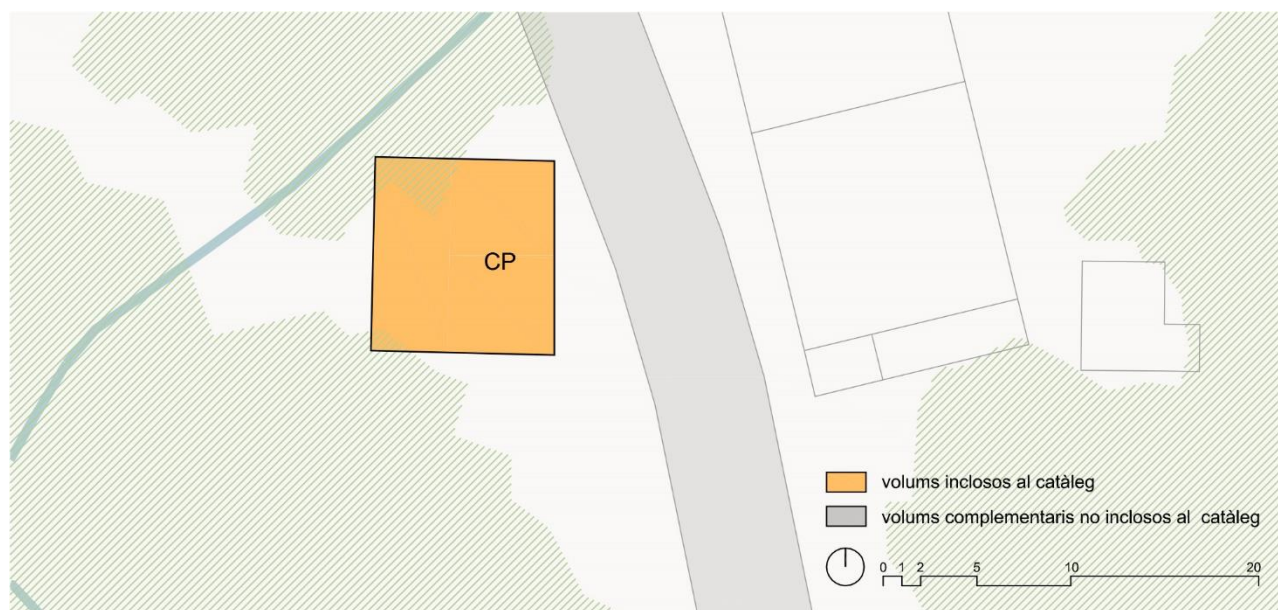 CP
volums inclosos al catàleg
volums complementaris no inclosos al catàleg
0 1 2 5 10 20